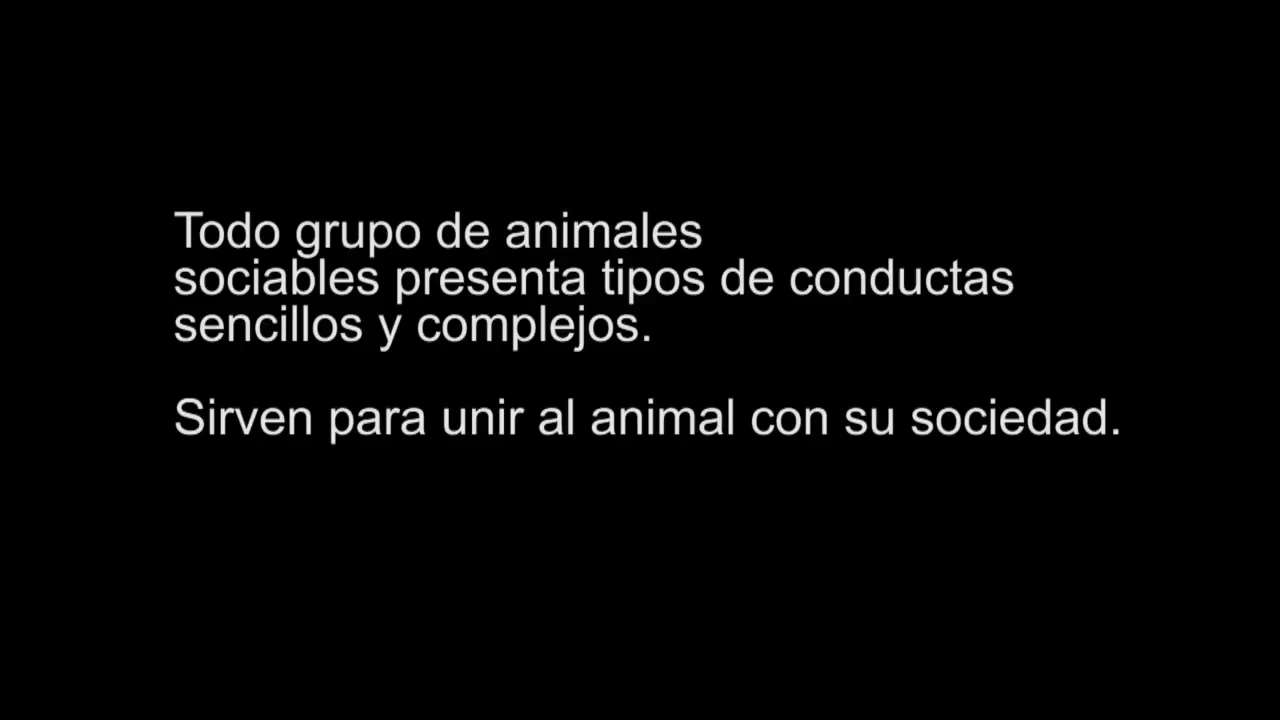 Todo grupo de animales
sociables presenta tipos de conductas
sencillos y complejos.
Sirven para unir al animal con su sociedad.